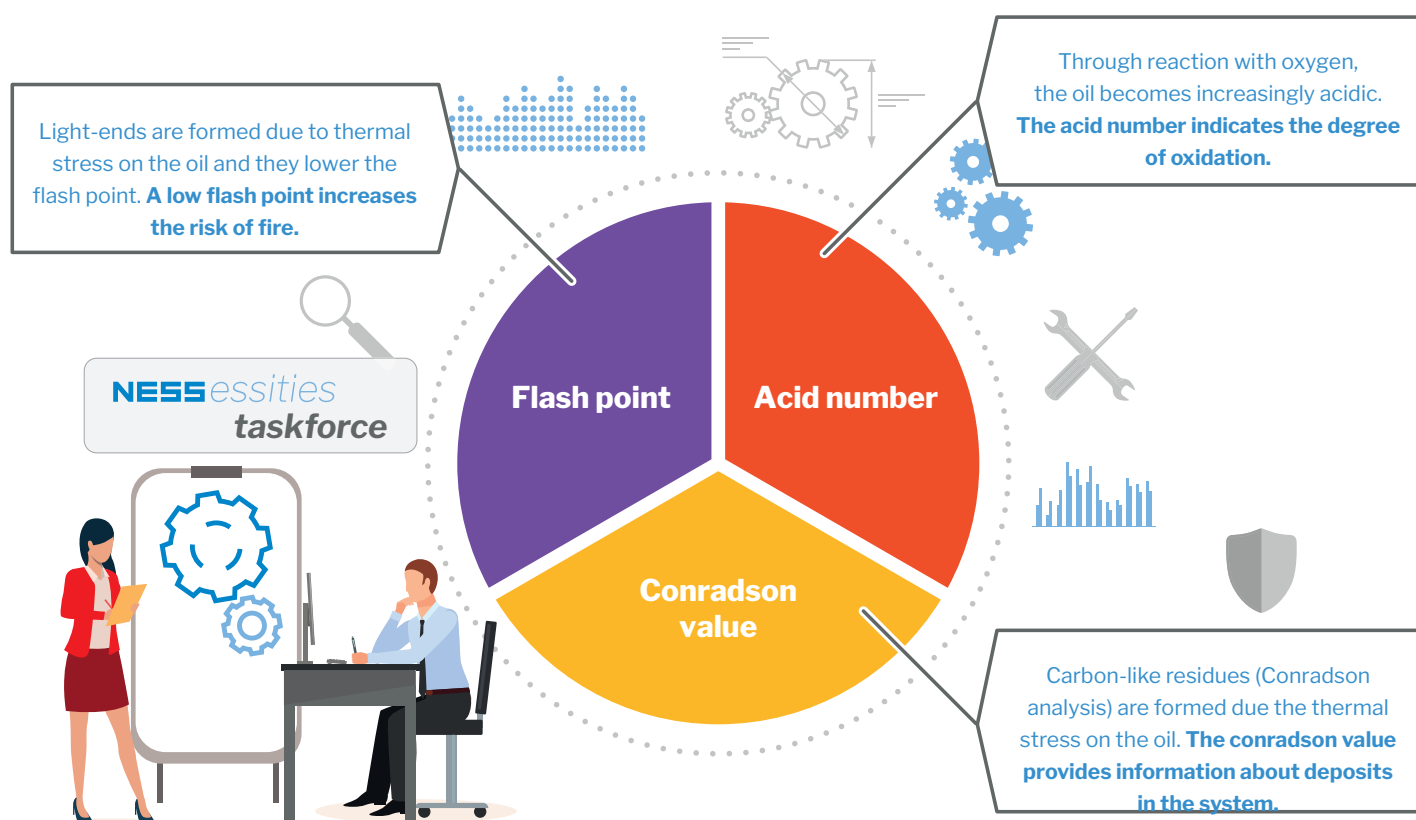 Light-ends are formed due to thermal
stress on the oil and they lower the
flash point. A low flash point increases
the risk of fire.
Through reaction with oxygen,
the oil becomes increasingly acidic.
The acid number indicates the degree
of oxidation.
NESSessities
taskforce
Flash point
Acid number
Conradson
value
Carbon-like residues (Conradson
analysis) are formed due the thermal
stress on the oil. The conradson value
provides information about deposits
in the system.